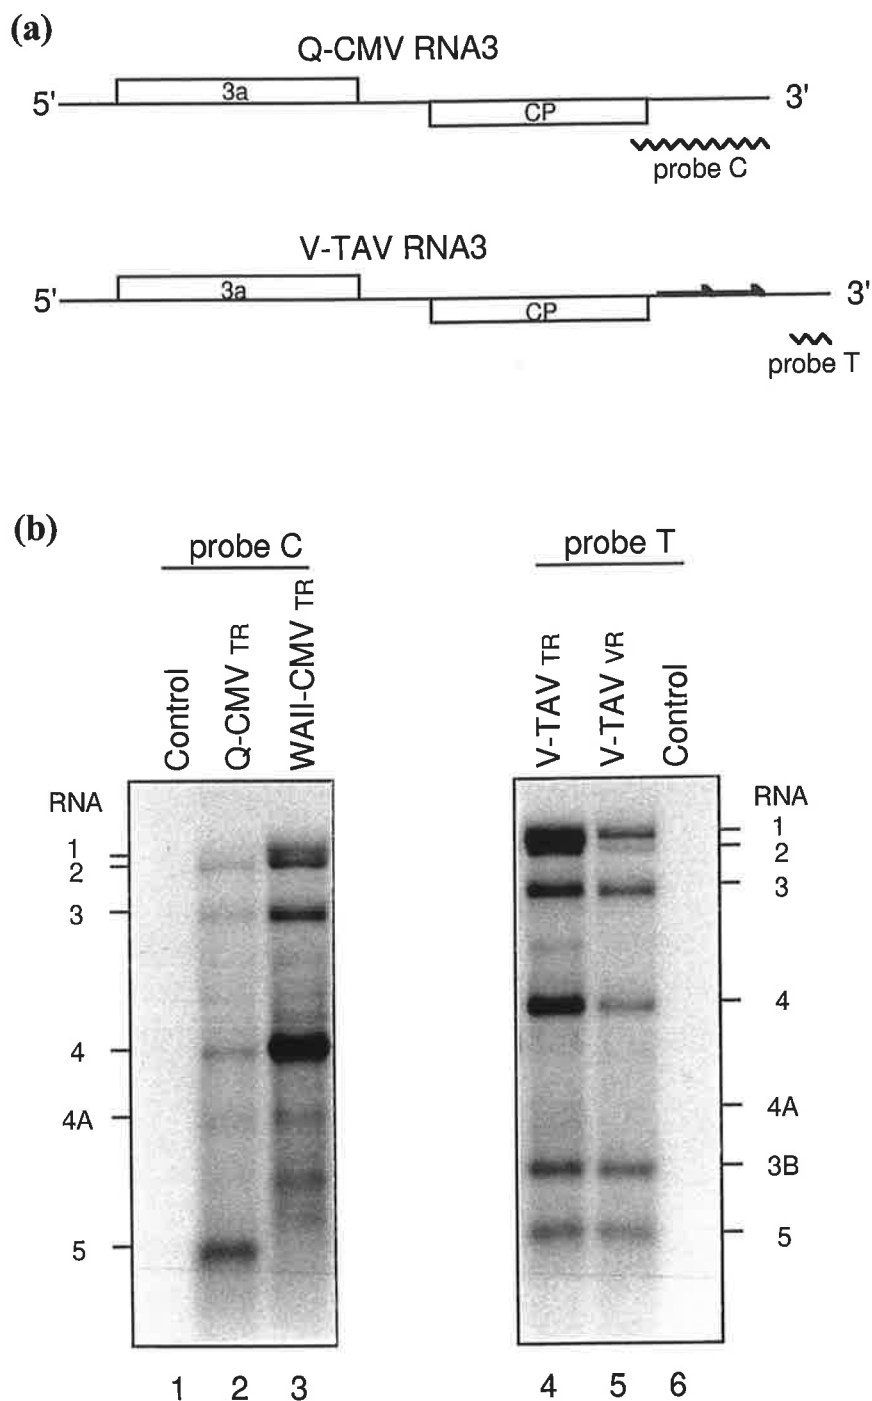 (a)
Q-CMV RNA3
5' 3a CP 3'
probe C
V-TAV RNA3
5' 3a CP 3'
probe T
(b)
probe C
probe T
Control
Q-CMV TR
WAII-CMV TR
V-TAV TR
V-TAV VR
Control
RNA
1
2
3
4
4A
5
RNA
1
2
3
4
4A
3B
5
1 2 3
4 5 6